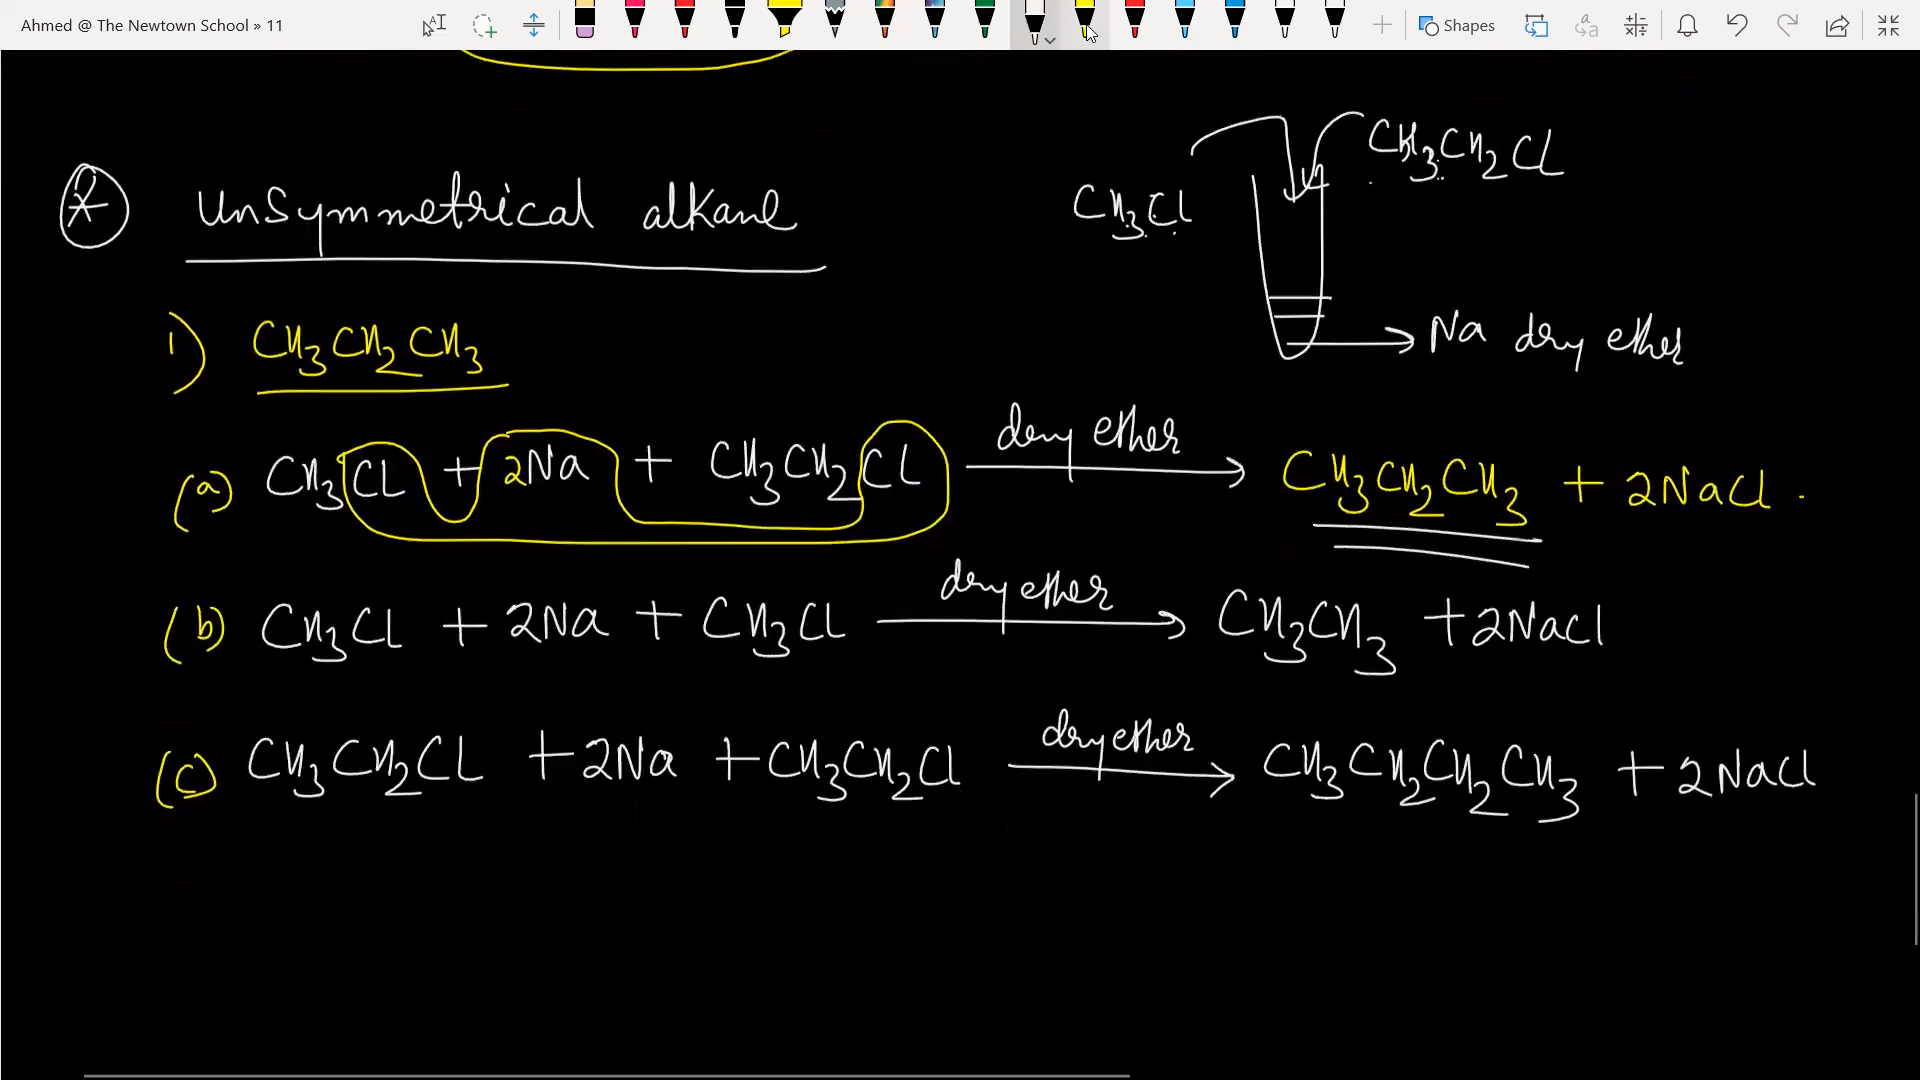 Ahmed @ The Newtown School » 11
Shapes
Unsymmetrical alkane
CH3Cl
CH3CH2Cl
Na dry ether
1) CH3CH2CH3
(a) CH3Cl + 2Na + CH3CH2Cl dry ether → CH3CH2CH3 + 2NaCl.
(b) CH3Cl + 2Na + CH3Cl dry ether → CH3CH3 + 2NaCl
(c) CH3CH2Cl + 2Na + CH3CH2Cl dry ether → CH3CH2CH2CH3 + 2NaCl